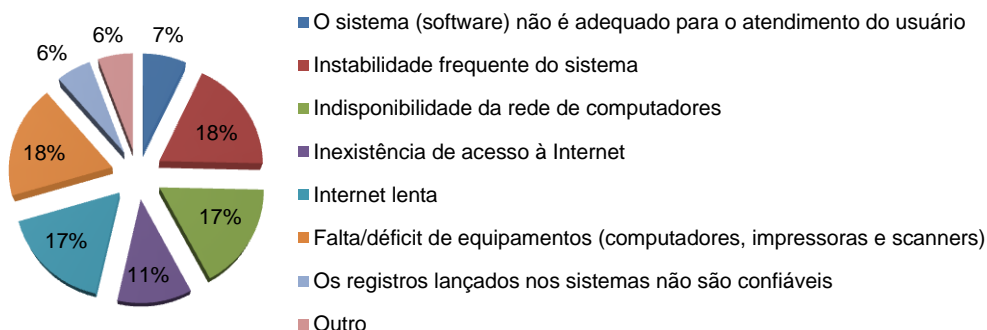 6%
6%
7%
18%
18%
17%
17%
11%
O sistema (software) não é adequado para o atendimento do usuário
Instabilidade frequente do sistema
Indisponibilidade da rede de computadores
Inexistência de acesso à Internet
Internet lenta
Falta/déficit de equipamentos (computadores, impressoras e scanners)
Os registros lançados nos sistemas não são confiáveis
Outro